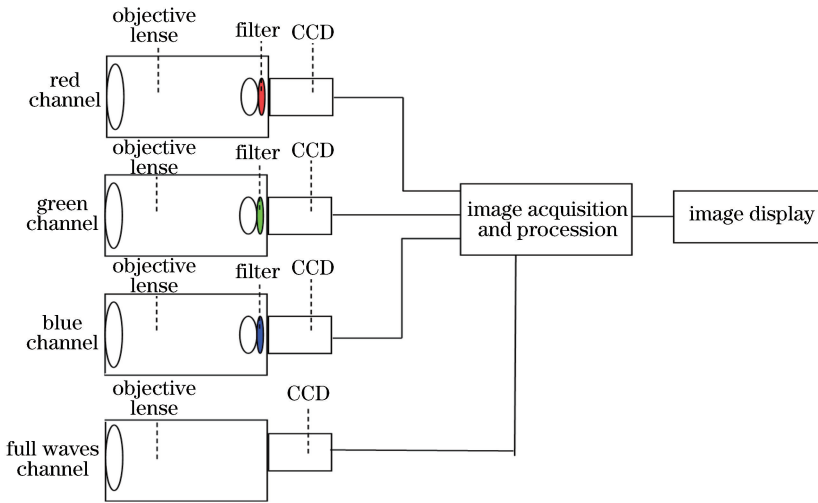 objective
lense
filter
CCD
red
channel
objective
lense
filter
CCD
green
channel
image acquisition
and procession
image display
objective
lense
filter
CCD
blue
channel
objective
lense
CCD
full waves
channel